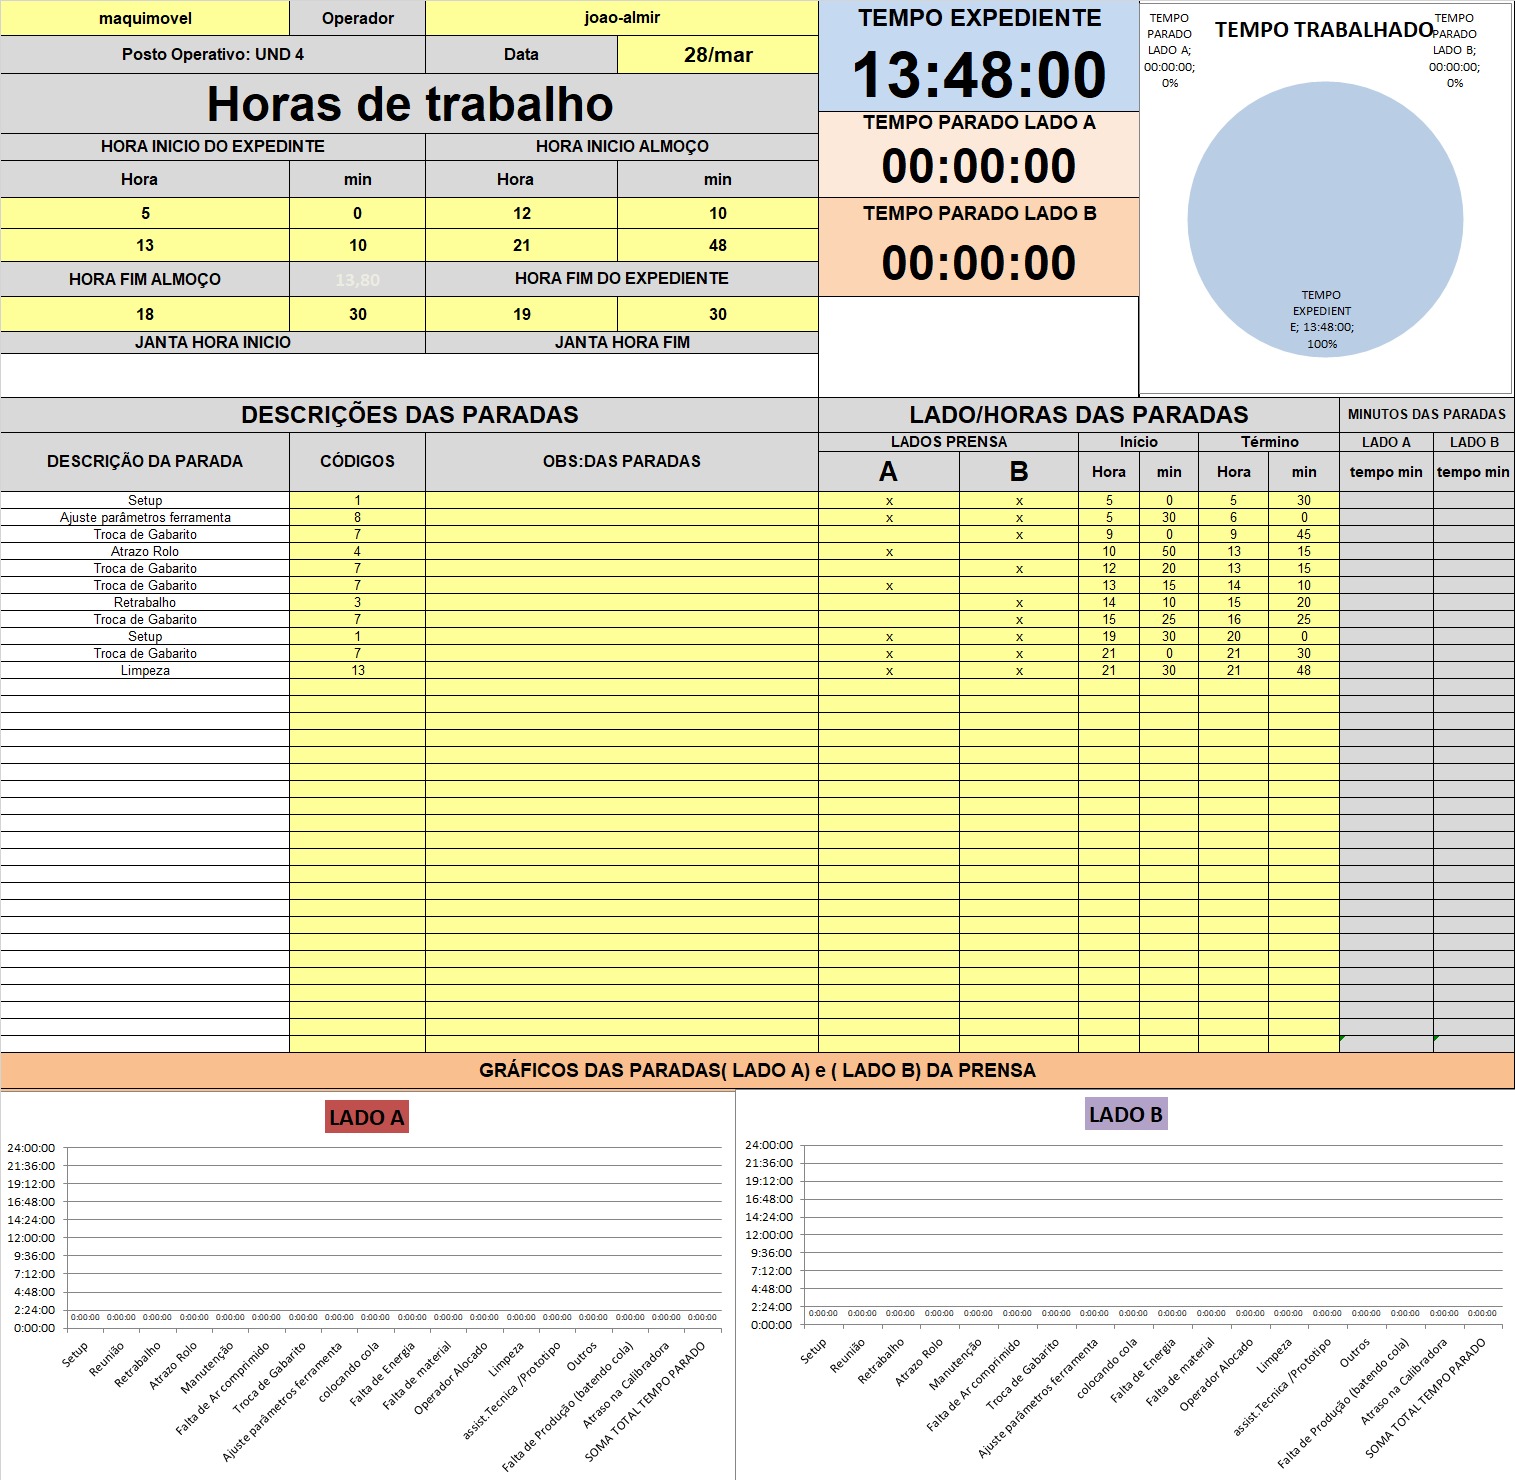 maquimovel Operador joao-almir
Posto Operativo: UND 4 Data 28/mar
Horas de trabalho
HORA INICIO DO EXPEDINTE HORA INICIO ALMOÇO
Hora min Hora min
5 0 12 10
13 10 21 48
HORA FIM ALMOÇO 13,80 HORA FIM DO EXPEDIENTE
18 30 19 30
JANTA HORA INICIO JANTA HORA FIM
TEMPO EXPEDIENTE
13:48:00
TEMPO PARADO LADO A
00:00:00
TEMPO PARADO LADO B
00:00:00
TEMPO TRABALHADO
TEMPO
PARADO
LADO A;
00:00:00;
0%
TEMPO
PARADO
LADO B;
00:00:00;
0%
TEMPO
EXPEDIENT
E; 13:48:00;
100%
DESCRIÇÕES DAS PARADAS LADO/HORAS DAS PARADAS MINUTOS DAS PARADAS
DESCRIÇÃO DA PARADA CÓDIGOS OBS:DAS PARADAS LADOS PRENSA Início Término LADO A LADO B
A B Hora min Hora min tempo min tempo min
Setup 1 x x 5 0 5 30
Ajuste parâmetros ferramenta 8 x x 5 30 6 0
Troca de Gabarito 7 x 9 0 9 45
Atrazo Rolo 4 x 10 50 13 15
Troca de Gabarito 7 x 12 20 13 15
Troca de Gabarito 7 x 13 15 14 10
Retrabalho 3 x 14 10 15 20
Troca de Gabarito 7 x 15 25 16 25
Setup 1 x x 19 30 20 0
Troca de Gabarito 7 x x 21 0 21 30
Limpeza 13 x x 21 30 21 48
GRÁFICOS DAS PARADAS( LADO A) e ( LADO B) DA PRENSA
LADO A
24:00:00
21:36:00
19:12:00
16:48:00
14:24:00
12:00:00
9:36:00
7:12:00
4:48:00
2:24:00
0:00:00
0:00:00 0:00:00 0:00:00 0:00:00 0:00:00 0:00:00 0:00:00 0:00:00 0:00:00 0:00:00 0:00:00 0:00:00 0:00:00 0:00:00 0:00:00 0:00:00 0:00:00 0:00:00
Setup
Reunião
Retrabalho
Atrazo Rolo
Manutenção
Falta de Ar comprimido
Troca de Gabarito
Ajuste parâmetros ferramenta
colocando cola
Falta de Energia
Falta de material
Operador Alocado
Limpeza
assist.Tecnica /Prototipo
Outros
Falta de Produção (batendo cola)
Atraso na Calibradora
SOMA TOTAL TEMPO PARADO
LADO B
24:00:00
21:36:00
19:12:00
16:48:00
14:24:00
12:00:00
9:36:00
7:12:00
4:48:00
2:24:00
0:00:00
0:00:00 0:00:00 0:00:00 0:00:00 0:00:00 0:00:00 0:00:00 0:00:00 0:00:00 0:00:00 0:00:00 0:00:00 0:00:00 0:00:00 0:00:00 0:00:00 0:00:00 0:00:00
Setup
Reunião
Retrabalho
Atrazo Rolo
Manutenção
Falta de Ar comprimido
Troca de Gabarito
Ajuste parâmetros ferramenta
colocando cola
Falta de Energia
Falta de material
Operador Alocado
Limpeza
assist.Tecnica /Prototipo
Outros
Falta de Produção (batendo cola)
Atraso na Calibradora
SOMA TOTAL TEMPO PARADO